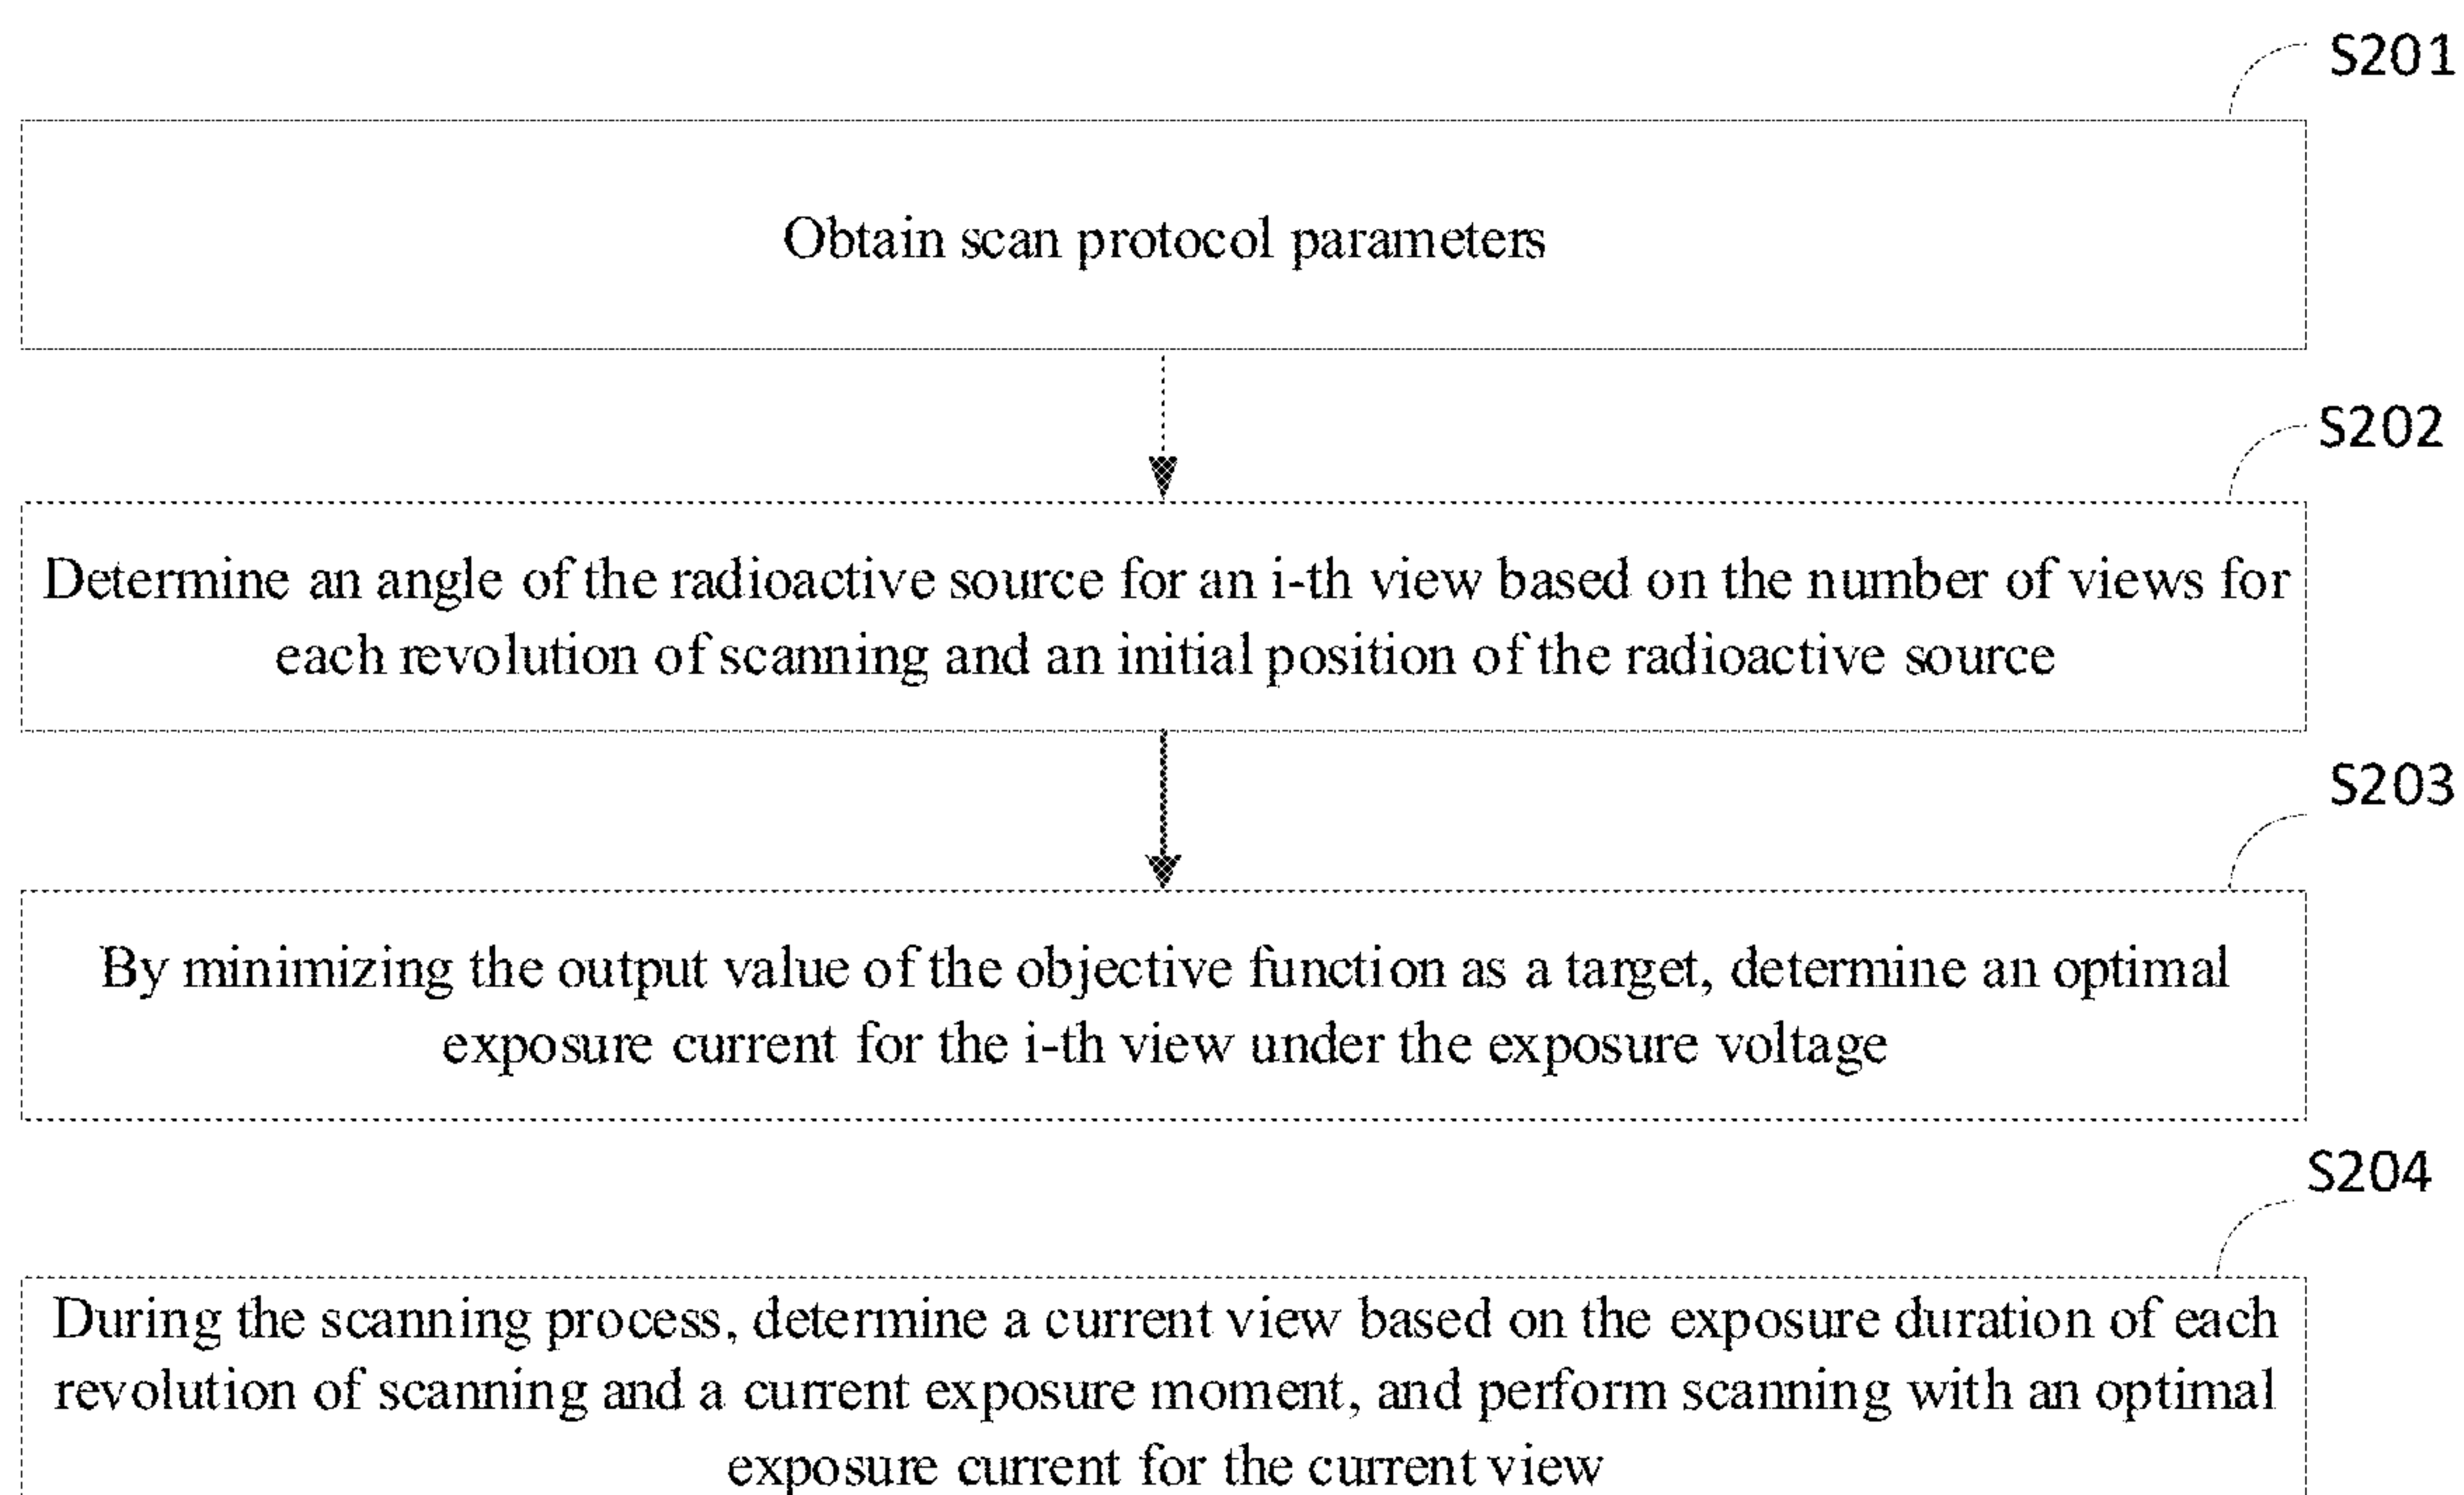 S201
Obtain scan protocol parameters
S202
Determine an angle of the radioactive source for an i-th view based on the number of views for
each revolution of scanning and an initial position of the radioactive source
S203
By minimizing the output value of the objective function as a target, determine an optimal
exposure current for the i-th view under the exposure voltage
S204
During the scanning process, determine a current view based on the exposure duration of each
revolution of scanning and a current exposure moment, and perform scanning with an optimal
exposure current for the current view